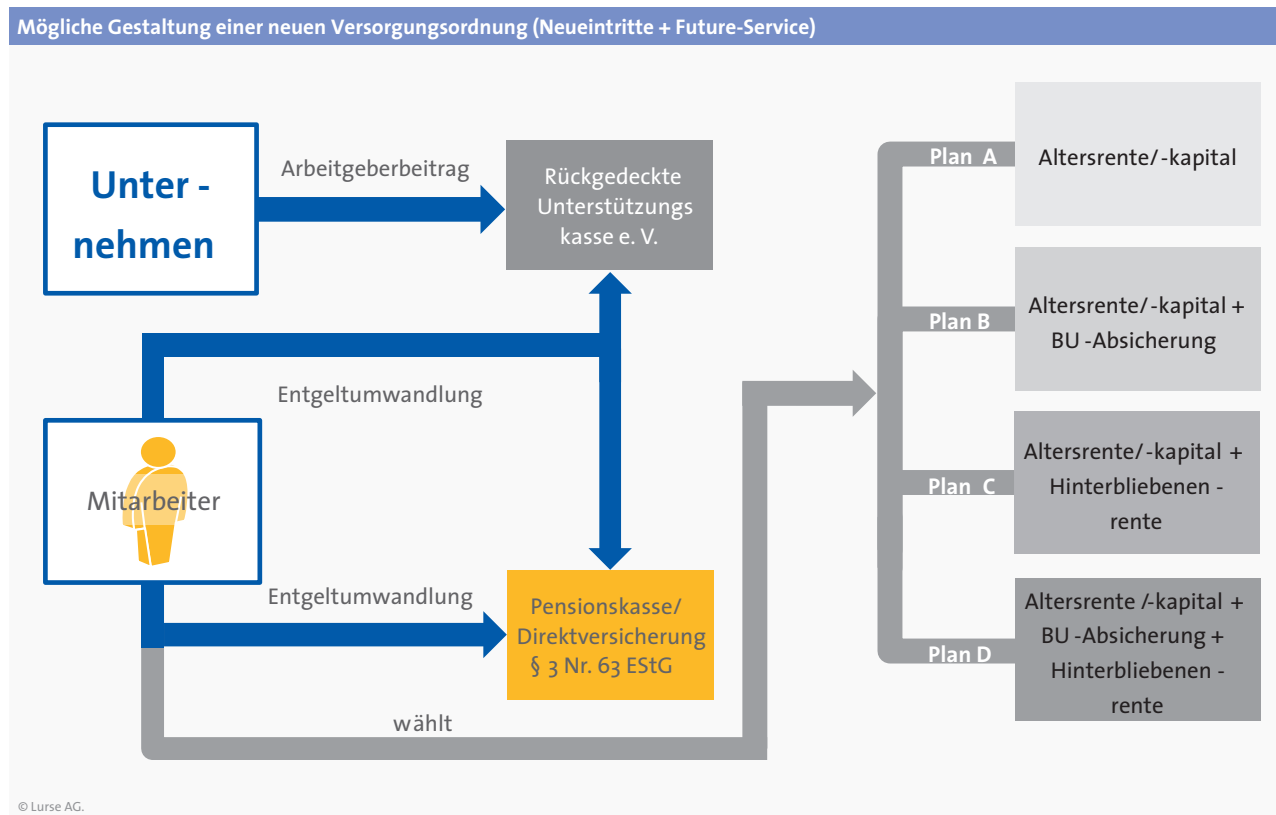 Mögliche Gestaltung einer neuen Versorgungsordnung (Neueintritte + Future-Service)
Unter -
nehmen
Arbeitgeberbeitrag
Rückgedeckte
Unterstützungs
kasse e. V.
Entgeltumwandlung
Mitarbeiter
Entgeltumwandlung
Pensionskasse/
Direktversicherung
§ 3 Nr. 63 EStG
wählt
Plan A
Altersrente/-kapital
Plan B
Altersrente/-kapital +
BU -Absicherung
Plan C
Altersrente/-kapital +
Hinterbliebenen -
rente
Plan D
Altersrente /-kapital +
BU -Absicherung +
Hinterbliebenen -
rente
© Lurse AG.